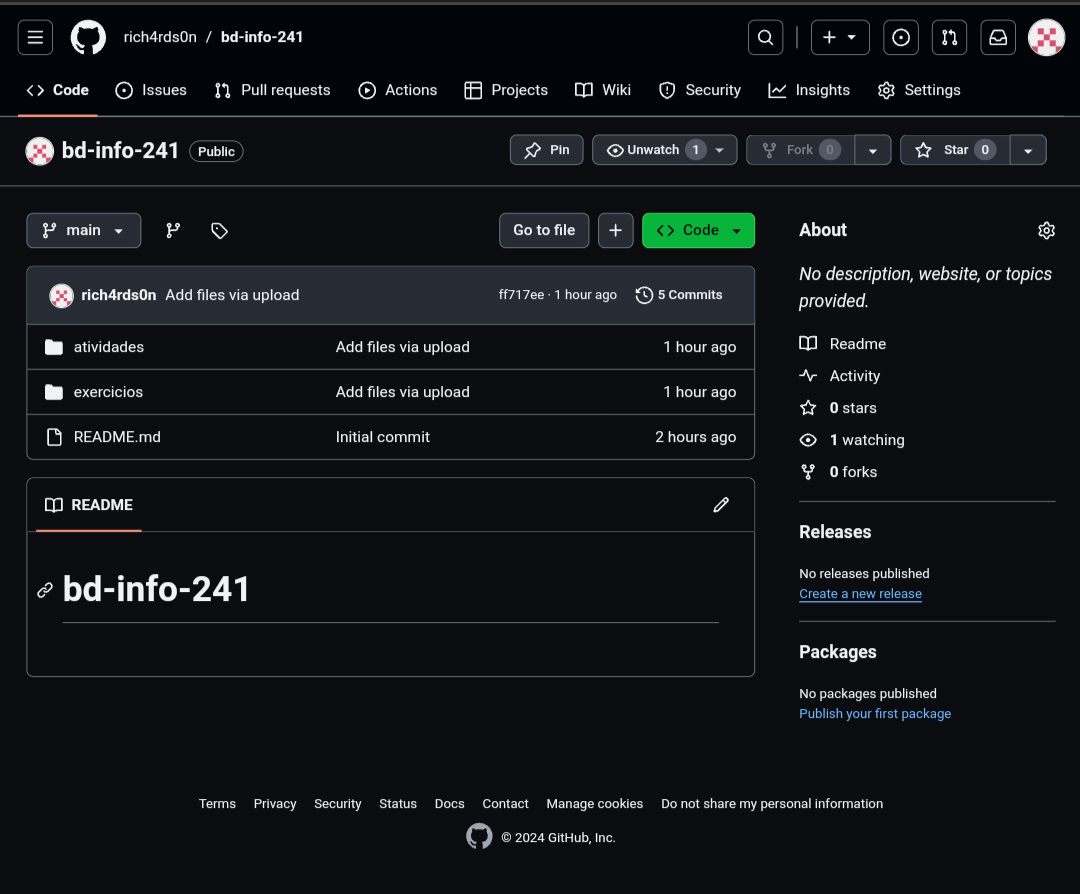 rich4rds0n / bd-info-241
Code Issues Pull requests Actions Projects Wiki Security Insights Settings
bd-info-241 Public Pin Unwatch 1 Fork 0 Star 0
main Go to file Code
rich4rds0n Add files via upload ff717ee · 1 hour ago 5 Commits
atividades Add files via upload 1 hour ago
exercicios Add files via upload 1 hour ago
README.md Initial commit 2 hours ago
README
bd-info-241
About
No description, website, or topics
provided.
Readme
Activity
0 stars
1 watching
0 forks
Releases
No releases published
Create a new release
Packages
No packages published
Publish your first package
Terms Privacy Security Status Docs Contact Manage cookies Do not share my personal information
© 2024 GitHub, Inc.